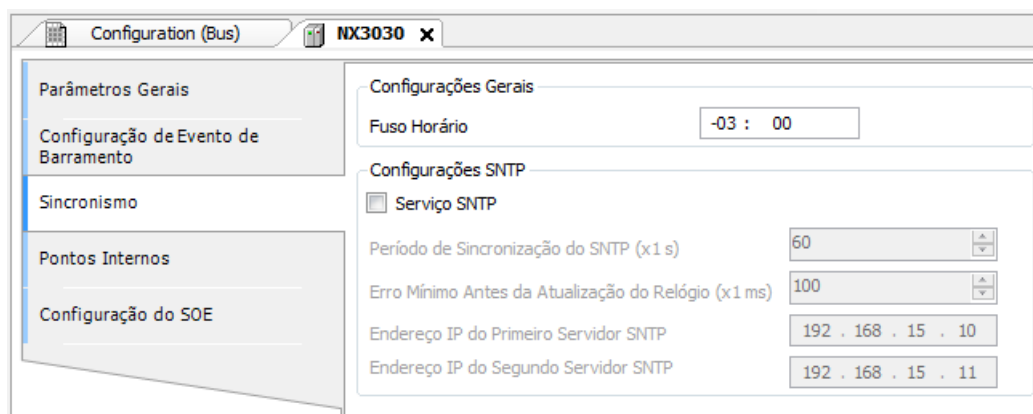 Configuration (Bus)
NX3030
Parâmetros Gerais
Configuração de Evento de
Barramento
Sincronismo
Pontos Internos
Configuração do SOE
Configurações Gerais
Fuso Horário
-03 : 00
Configurações SNTP
Serviço SNTP
Período de Sincronização do SNTP (x1 s)
60
Erro Mínimo Antes da Atualização do Relógio (x1 ms)
100
Endereço IP do Primeiro Servidor SNTP
192 . 168 . 15 . 10
Endereço IP do Segundo Servidor SNTP
192 . 168 . 15 . 11